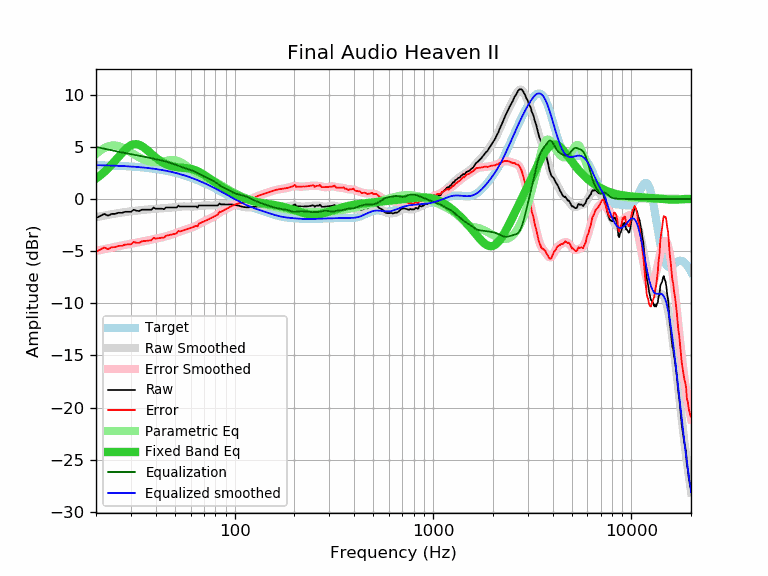 Final Audio Heaven II
10
5
0
−5
−10
−15
−20
−25
−30
Amplitude (dBr)
Target
Raw Smoothed
Error Smoothed
Raw
Error
Parametric Eq
Fixed Band Eq
Equalization
Equalized smoothed
100
1000
10000
Frequency (Hz)